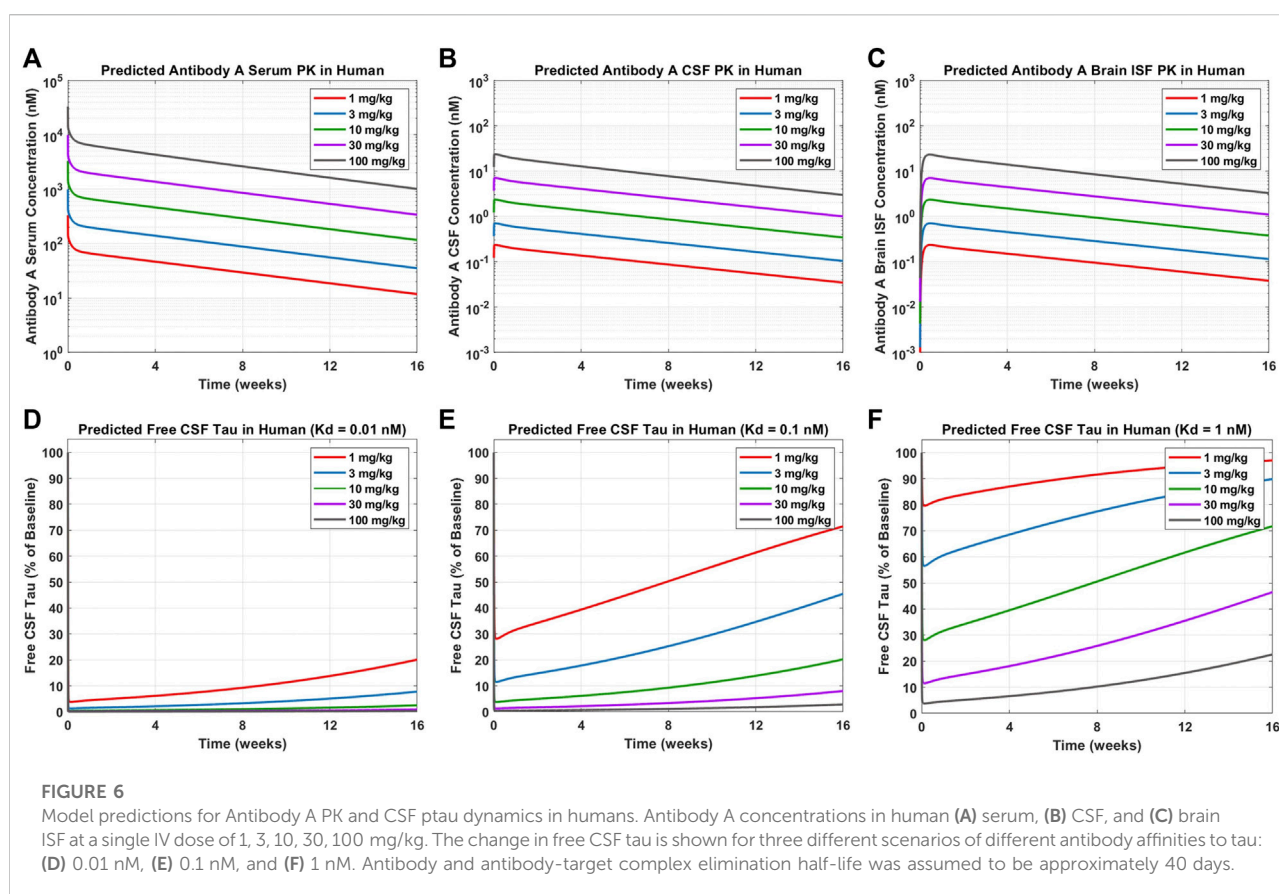 A
Predicted Antibody A Serum PK in Human
Antibody A Serum Concentration (nM)
10^5
10^4
10^3
10^2
10^1
10^0
1 mg/kg
3 mg/kg
10 mg/kg
30 mg/kg
100 mg/kg
0 4 8 12 16
Time (weeks)
B
Predicted Antibody A CSF PK in Human
Antibody A CSF Concentration (nM)
10^3
10^2
10^1
10^0
10^-1
10^-2
10^-3
1 mg/kg
3 mg/kg
10 mg/kg
30 mg/kg
100 mg/kg
0 4 8 12 16
Time (weeks)
C
Predicted Antibody A Brain ISF PK in Human
Antibody A Brain ISF Concentration (nM)
10^3
10^2
10^1
10^0
10^-1
10^-2
10^-3
1 mg/kg
3 mg/kg
10 mg/kg
30 mg/kg
100 mg/kg
0 4 8 12 16
Time (weeks)
D
Predicted Free CSF Tau in Human (Kd = 0.01 nM)
Free CSF Tau (% of Baseline)
100
90
80
70
60
50
40
30
20
10
0
1 mg/kg
3 mg/kg
10 mg/kg
30 mg/kg
100 mg/kg
0 4 8 12 16
Time (weeks)
E
Predicted Free CSF Tau in Human (Kd = 0.1 nM)
Free CSF Tau (% of Baseline)
100
90
80
70
60
50
40
30
20
10
0
1 mg/kg
3 mg/kg
10 mg/kg
30 mg/kg
100 mg/kg
0 4 8 12 16
Time (weeks)
F
Predicted Free CSF Tau in Human (Kd = 1 nM)
Free CSF Tau (% of Baseline)
100
90
80
70
60
50
40
30
20
10
0
1 mg/kg
3 mg/kg
10 mg/kg
30 mg/kg
100 mg/kg
0 4 8 12 16
Time (weeks)
FIGURE 6
Model predictions for Antibody A PK and CSF ptau dynamics in humans. Antibody A concentrations in human (A) serum, (B) CSF, and (C) brain
ISF at a single IV dose of 1, 3, 10, 30, 100 mg/kg. The change in free CSF tau is shown for three different scenarios of different antibody affinities to tau:
(D) 0.01 nM, (E) 0.1 nM, and (F) 1 nM. Antibody and antibody-target complex elimination half-life was assumed to be approximately 40 days.